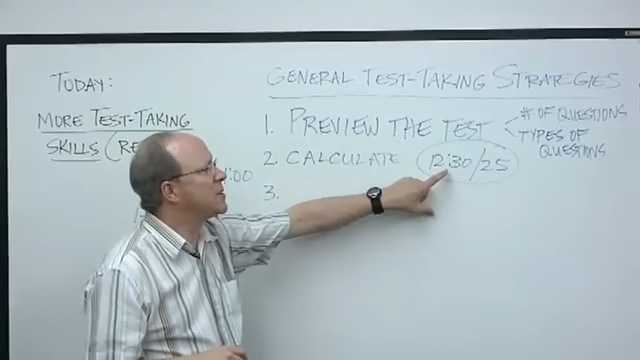 TODAY:
MORE TEST-TAKING
SKILLS (RE
:00
GENERAL TEST-TAKING STRATEGIES
1. PREVIEW THE TEST
# OF QUESTIONS
TYPES OF
QUESTIONS
2. CALCULATE 12:30/25
3.